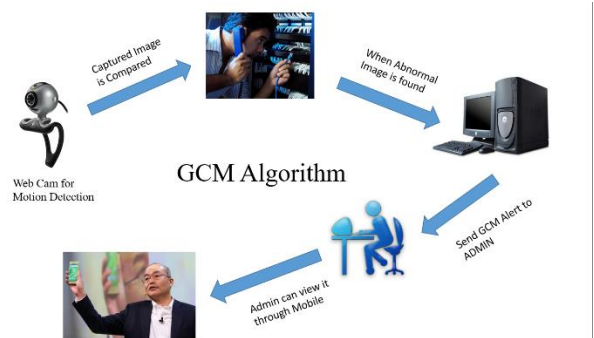 Captured Image
is Compared
When Abnormal
Image is found
GCM Algorithm
Web Cam for
Motion Detection
Send GCM Alert to
ADMIN
Admin can view it
through Mobile